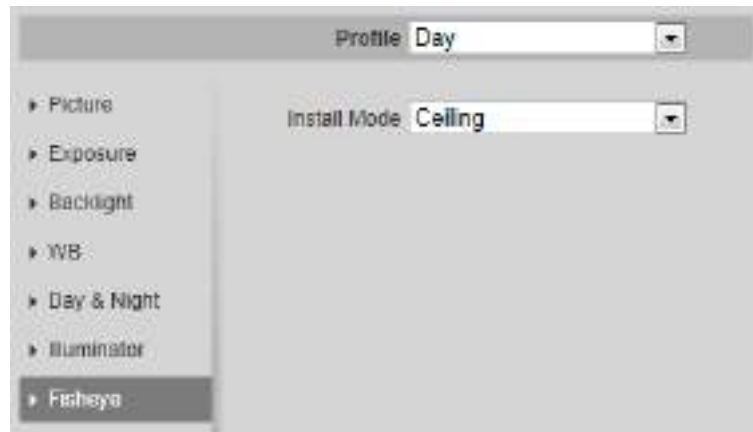 Profile Day
Install Mode Ceiling
Picture
Exposure
Backlight
WB
Day & Night
Illuminator
Fisheye